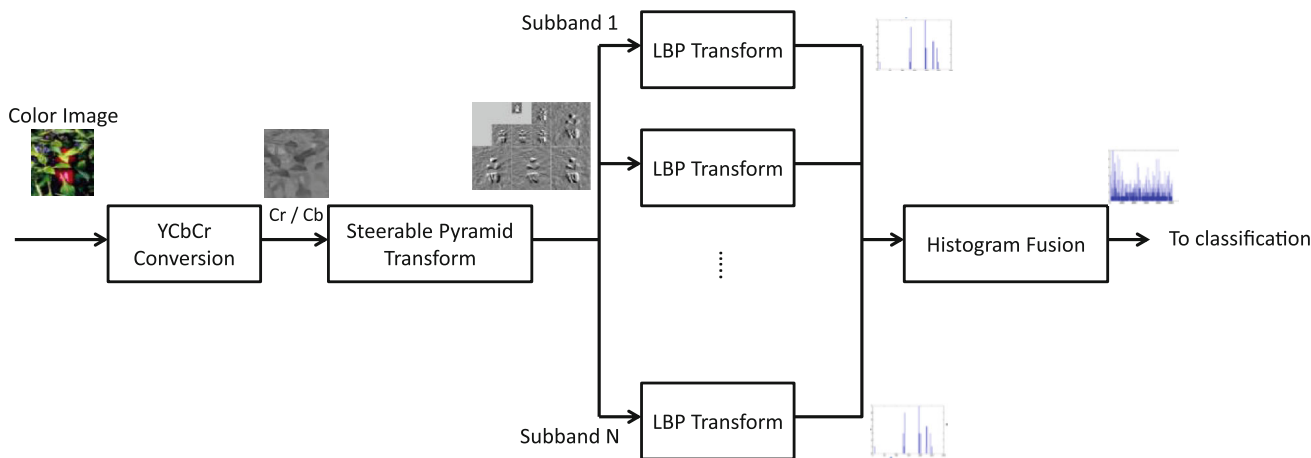 Color Image
YCbCr
Conversion
Cr / Cb
Steerable Pyramid
Transform
Subband 1
LBP Transform
LBP Transform
......
Subband N
LBP Transform
Histogram Fusion
To classification